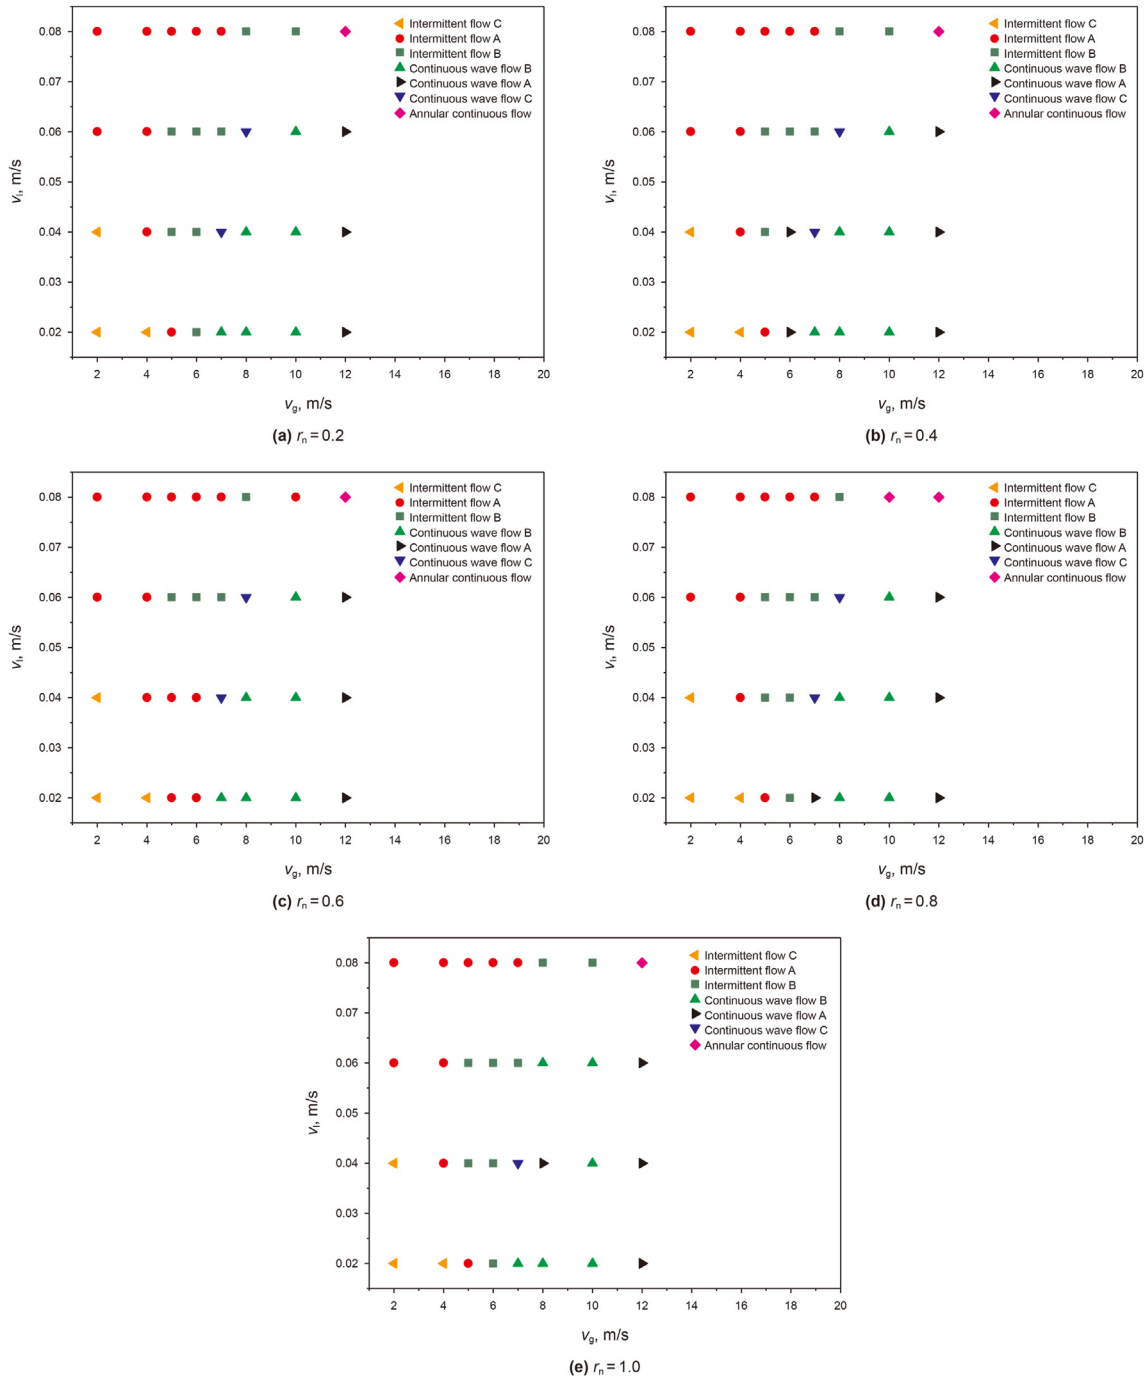 0.08
0.07
0.06
0.05
0.04
0.03
0.02
vₗ, m/s
Intermittent flow C
Intermittent flow A
Intermittent flow B
Continuous wave flow B
Continuous wave flow A
Continuous wave flow C
Annular continuous flow
2 4 6 8 10 12 14 16 18 20
v_g, m/s
(a) rₙ = 0.2
0.08
0.07
0.06
0.05
0.04
0.03
0.02
vₗ, m/s
Intermittent flow C
Intermittent flow A
Intermittent flow B
Continuous wave flow B
Continuous wave flow A
Continuous wave flow C
Annular continuous flow
2 4 6 8 10 12 14 16 18 20
v_g, m/s
(b) rₙ = 0.4
0.08
0.07
0.06
0.05
0.04
0.03
0.02
vₗ, m/s
Intermittent flow C
Intermittent flow A
Intermittent flow B
Continuous wave flow B
Continuous wave flow A
Continuous wave flow C
Annular continuous flow
2 4 6 8 10 12 14 16 18 20
v_g, m/s
(c) rₙ = 0.6
0.08
0.07
0.06
0.05
0.04
0.03
0.02
vₗ, m/s
Intermittent flow C
Intermittent flow A
Intermittent flow B
Continuous wave flow B
Continuous wave flow A
Continuous wave flow C
Annular continuous flow
2 4 6 8 10 12 14 16 18 20
v_g, m/s
(d) rₙ = 0.8
0.08
0.07
0.06
0.05
0.04
0.03
0.02
vₗ, m/s
Intermittent flow C
Intermittent flow A
Intermittent flow B
Continuous wave flow B
Continuous wave flow A
Continuous wave flow C
Annular continuous flow
2 4 6 8 10 12 14 16 18 20
v_g, m/s
(e) rₙ = 1.0